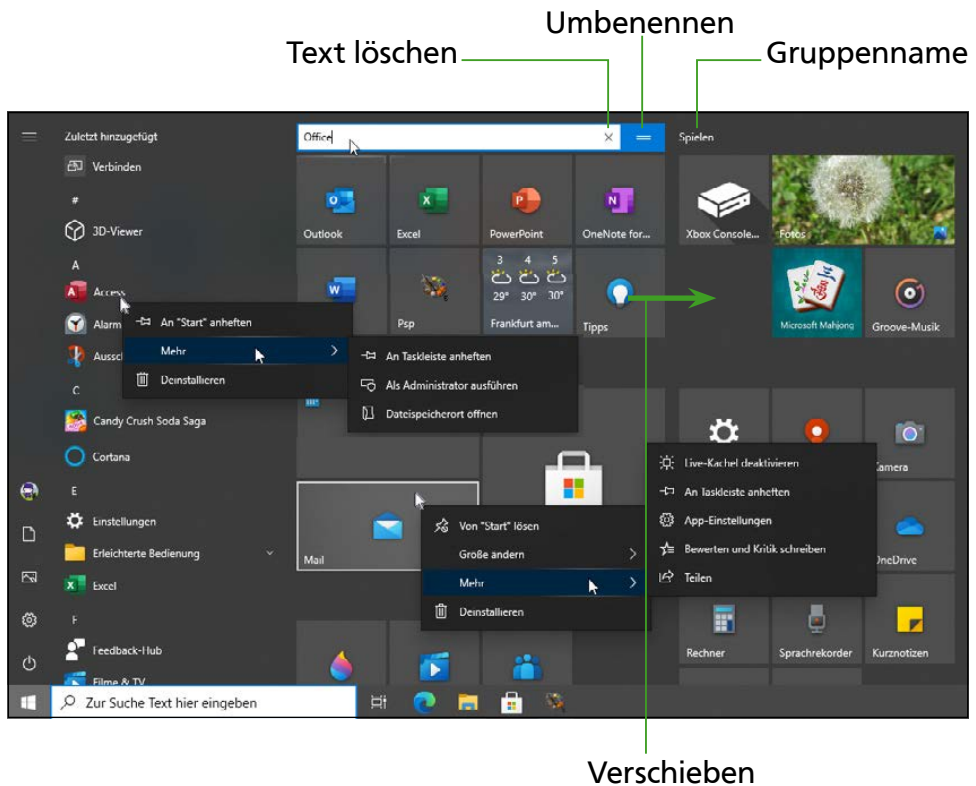 Umbenennen
Text löschen
Gruppenname
Zuletzt hinzugefügt
Verbinden
#
3D-Viewer
A
Access
Alarm
Aussc
C
Candy Crush Soda Saga
Cortana
E
Einstellungen
Erleichterte Bedienung
Excel
F
Feedback-Hub
Filme & TV
An "Start" anheften
Mehr
Deinstallieren
An Taskleiste anheften
Als Administrator ausführen
Dateispeicherort öffnen
Office
Outlook
Excel
PowerPoint
OneNote for...
Psp
3 4 5
29° 30° 30°
Frankfurt am...
Tipps
Mail
Von "Start" lösen
Größe ändern
Mehr
Deinstallieren
Live-Kachel deaktivieren
An Taskleiste anheften
App-Einstellungen
Bewerten und Kritik schreiben
Teilen
Spielen
Xbox Console...
Fotos
Microsoft Mahjong
Groove-Musik
Kamera
OneDrive
Rechner
Sprachrekorder
Kurznotizen
Zur Suche Text hier eingeben
Verschieben